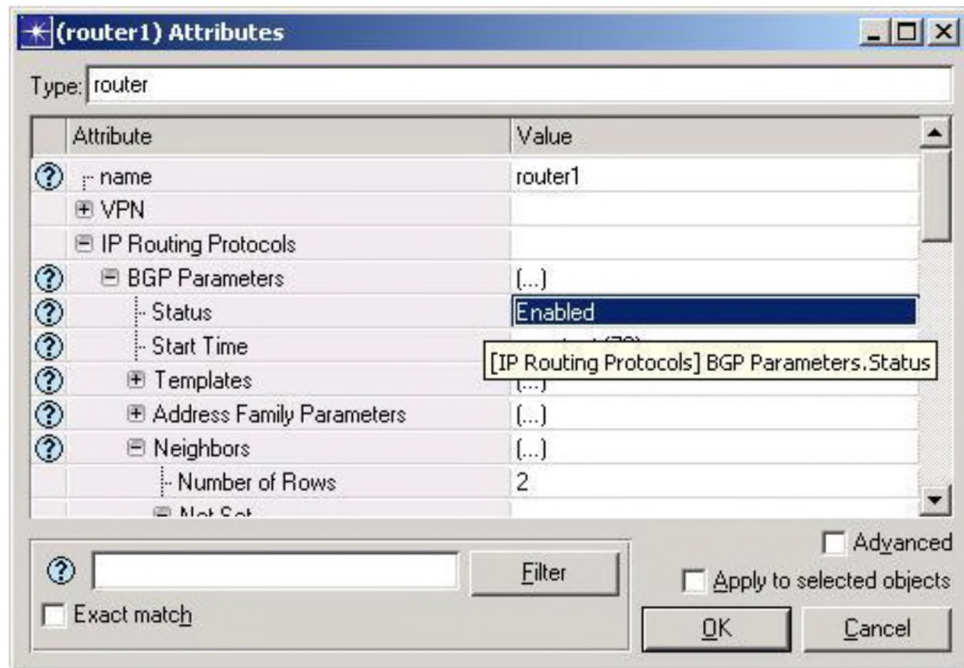 (router1) Attributes
Type: router
Attribute Value
name router1
VPN
IP Routing Protocols
BGP Parameters (...)
Status Enabled
Start Time
[IP Routing Protocols] BGP Parameters.Status
Templates (...)
Address Family Parameters (...)
Neighbors (...)
Number of Rows 2
Not Set
Advanced
Filter
Apply to selected objects
Exact match
OK Cancel